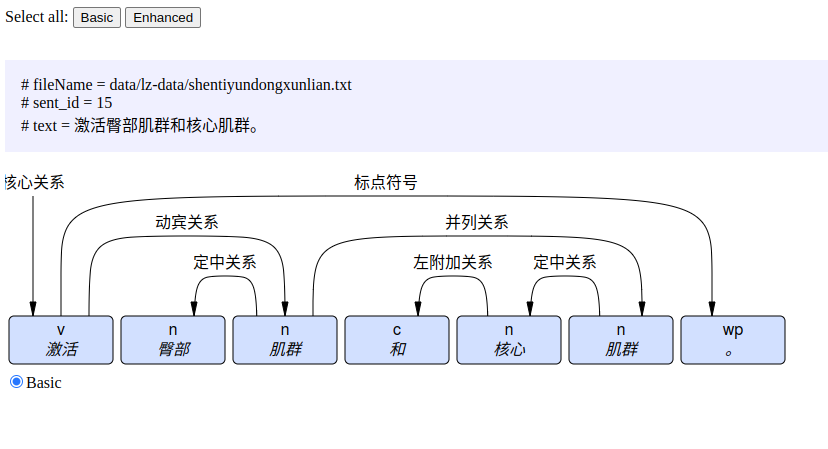 Select all: Basic Enhanced
# fileName = data/lz-data/shentiyundongxunlian.txt
# sent_id = 15
# text = 激活臀部肌群和核心肌群。
核心关系 标点符号
动宾关系 并列关系
定中关系 左附加关系 定中关系
v n n c n n wp
激活 臀部 肌群 和 核心 肌群 。
Basic